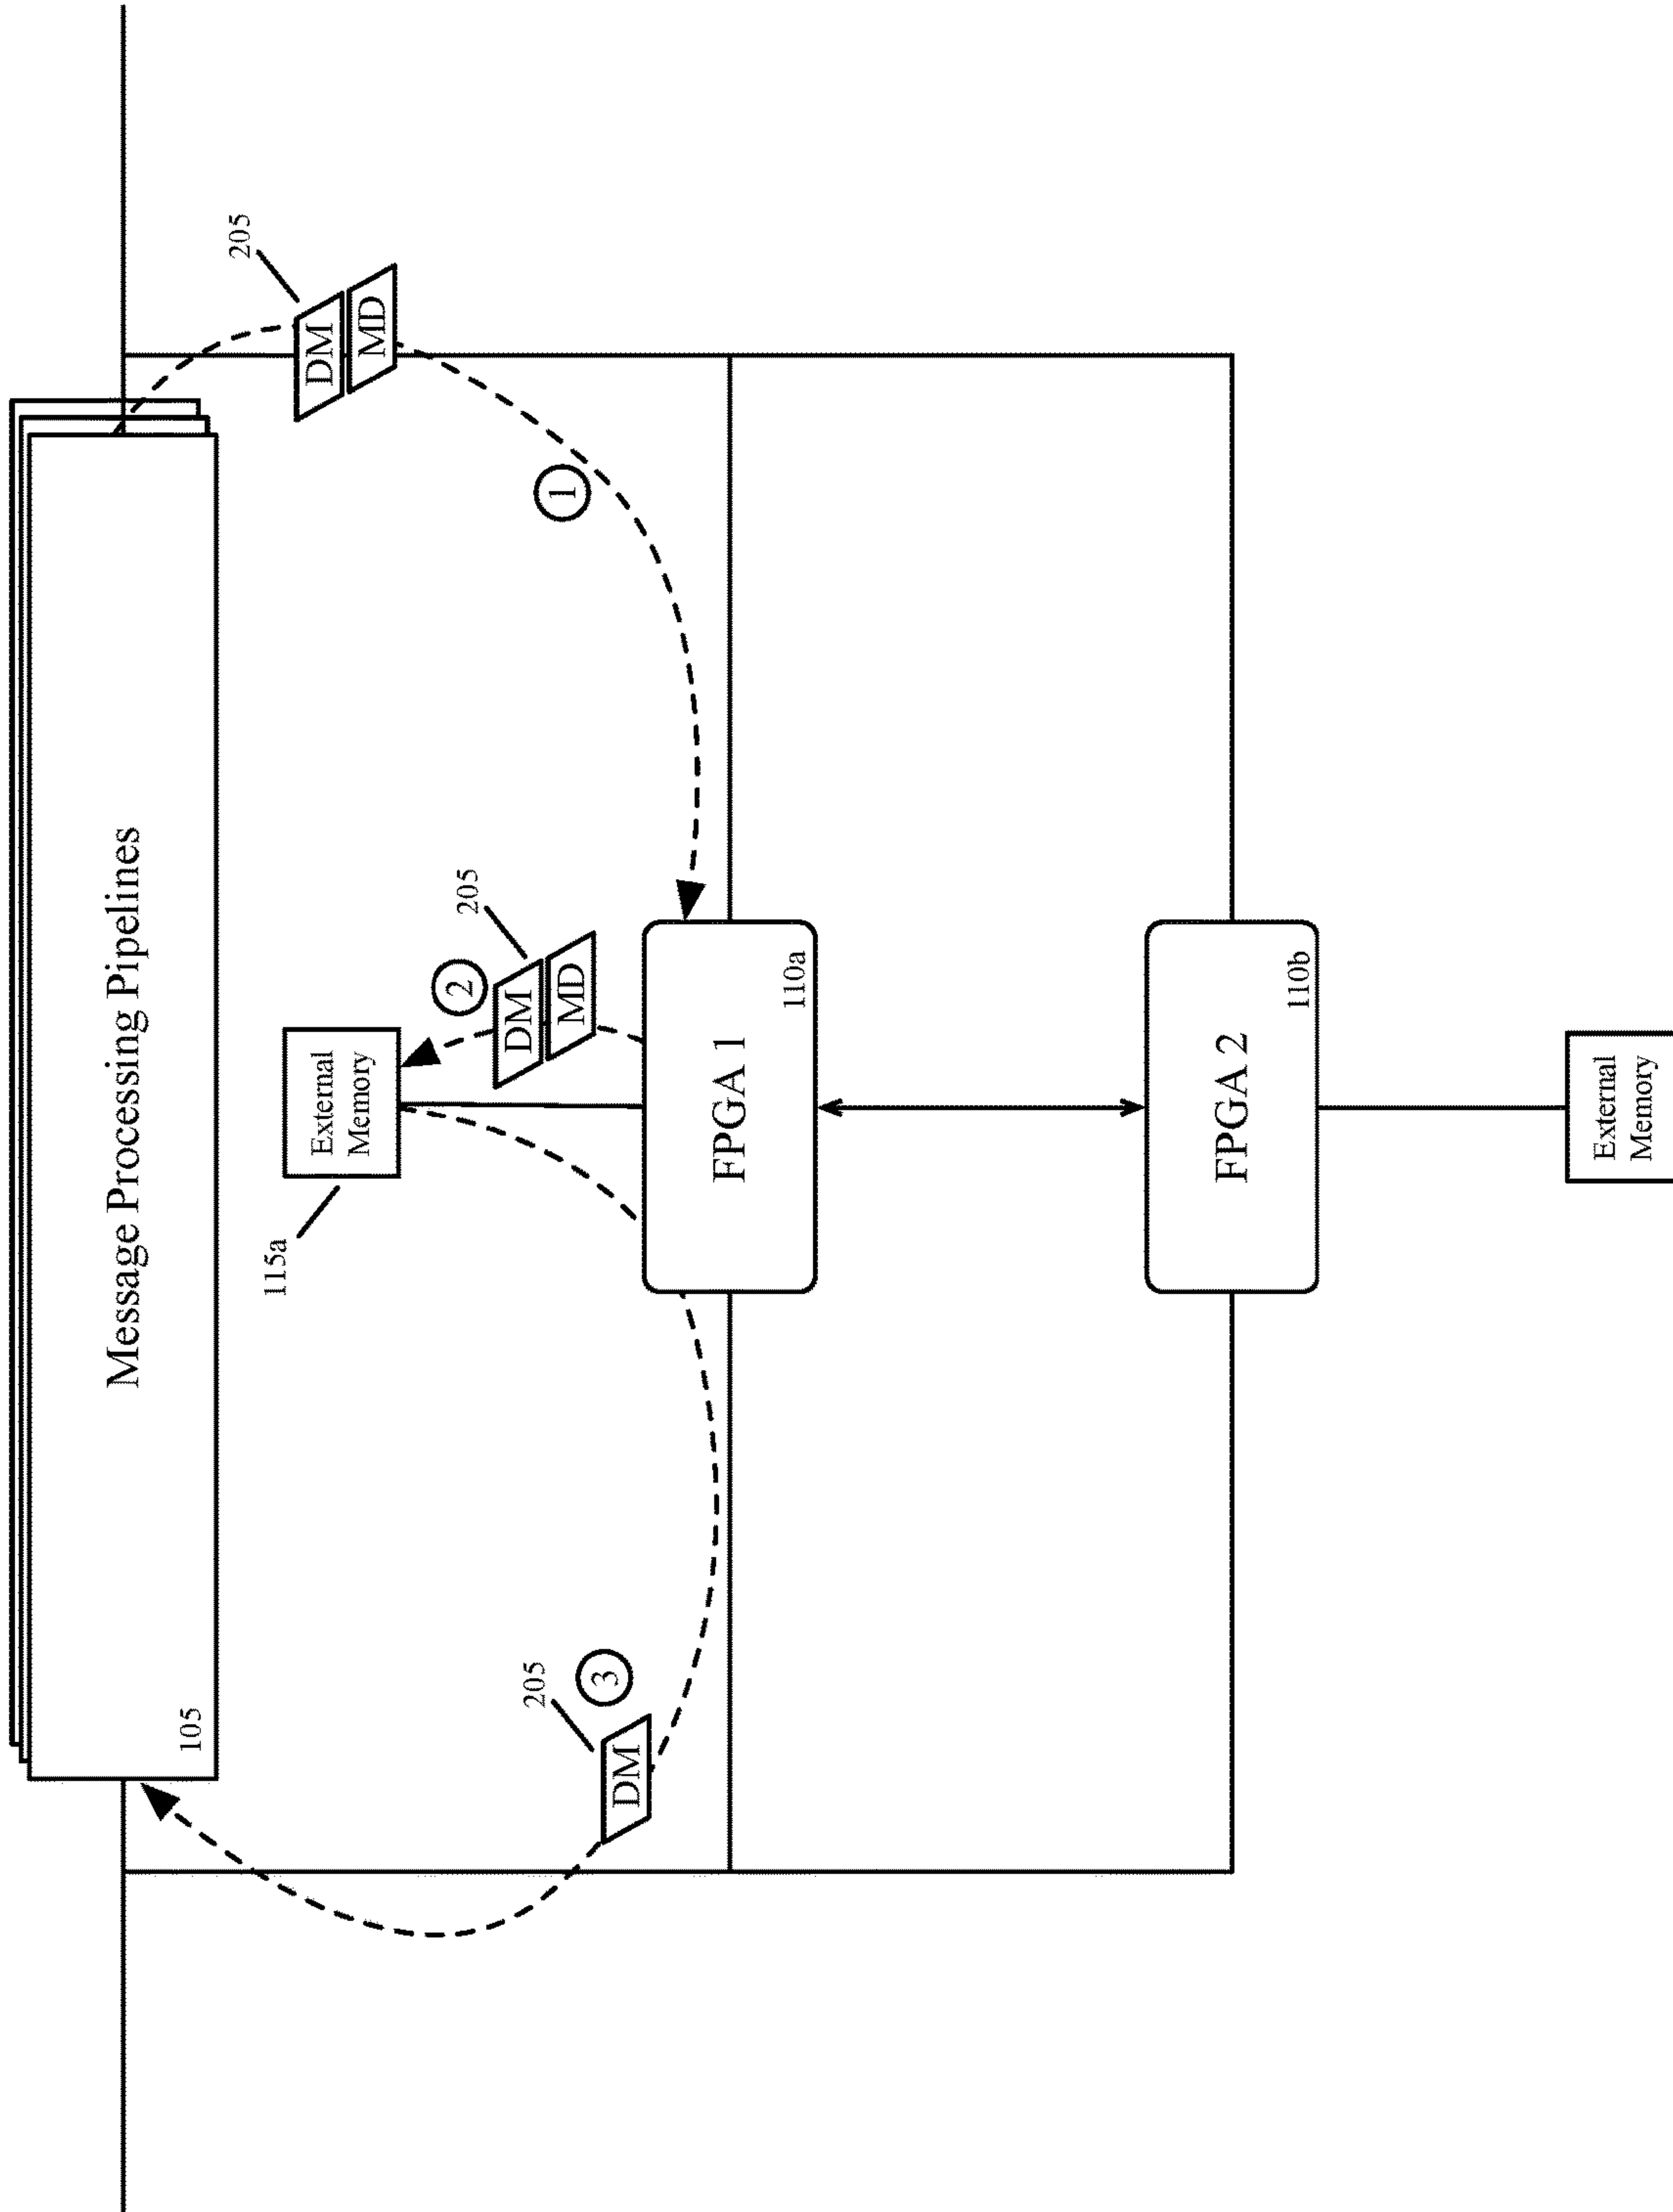 Message Processing Pipelines
105
205
DM
MD
1
External
Memory
115a
2
205
DM
MD
205
3
DM
FPGA 1
110a
FPGA 2
110b
External
Memory